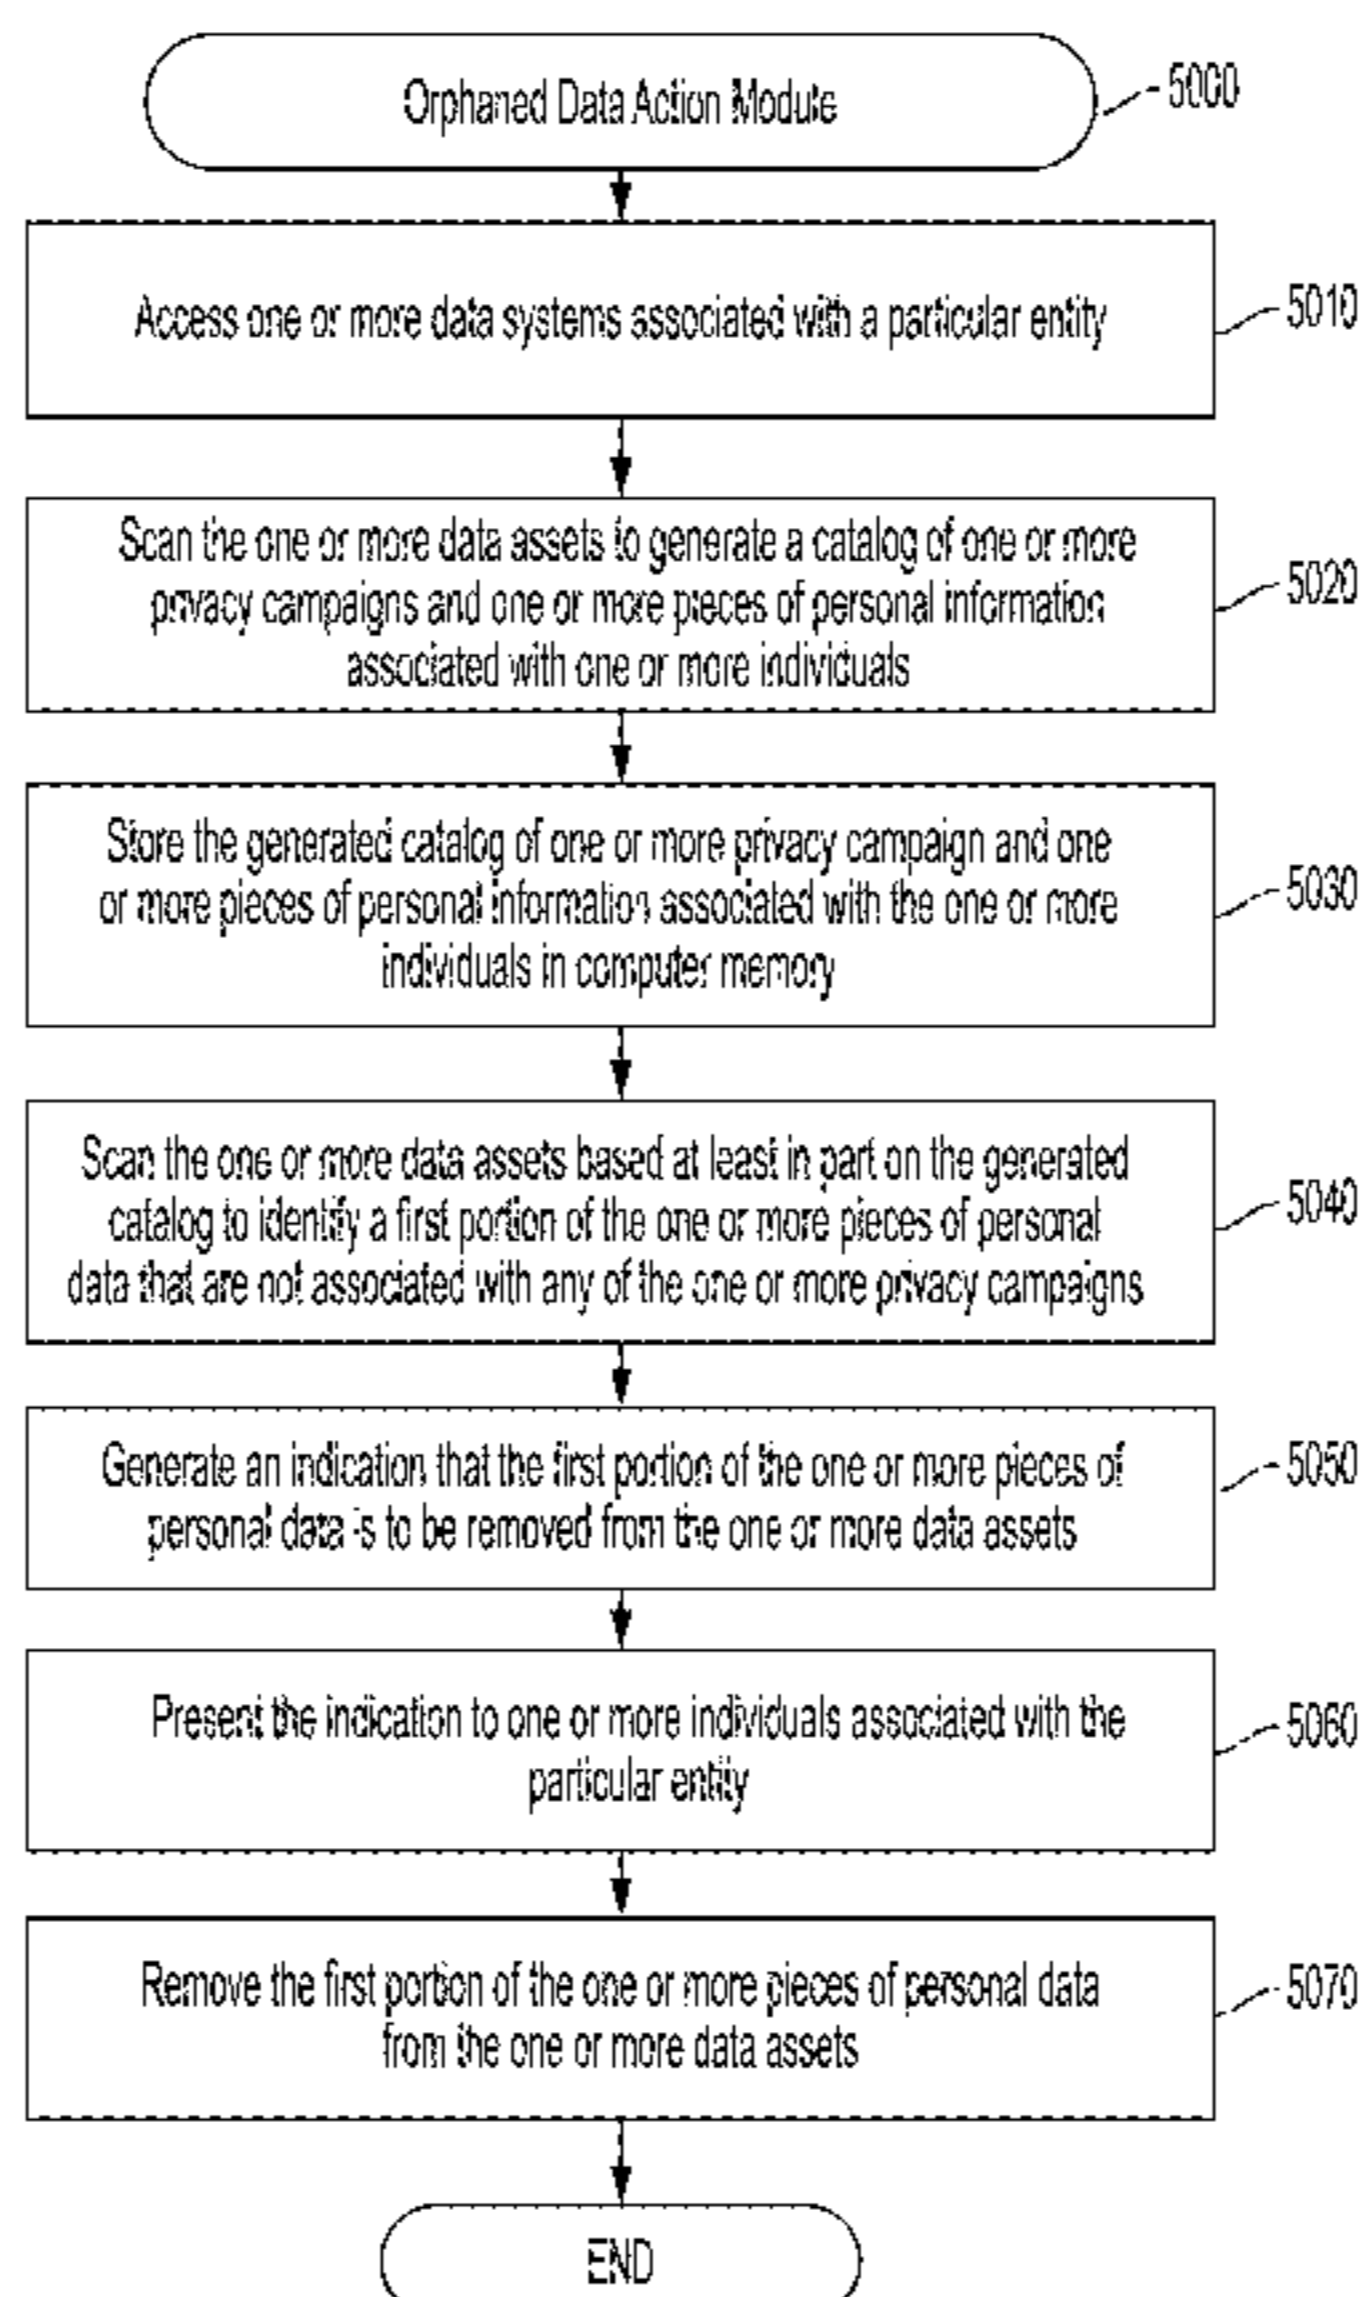 Orphaned Data Action Module
5000
Access one or more data systems associated with a particular entity
5010
Scan the one or more data assets to generate a catalog of one or more
privacy campaigns and one or more pieces of personal information
associated with one or more individuals
5020
Store the generated catalog of one or more privacy campaign and one
or more pieces of personal information associated with the one or more
individuals in computer memory
5030
Scan the one or more data assets based at least in part on the generated
catalog to identify a first portion of the one or more pieces of personal
data that are not associated with any of the one or more privacy campaigns
5040
Generate an indication that the first portion of the one or more pieces of
personal data is to be removed from the one or more data assets
5050
Present the indication to one or more individuals associated with the
particular entity
5060
Remove the first portion of the one or more pieces of personal data
from the one or more data assets
5070
END